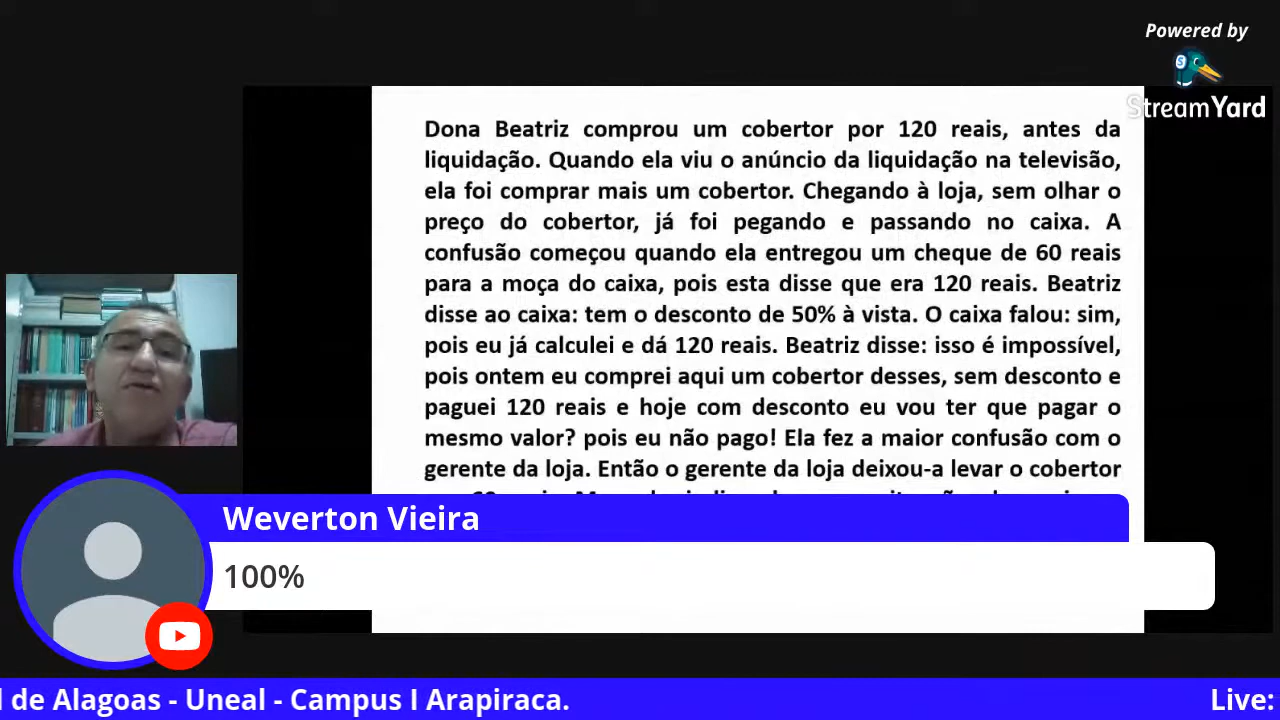 Powered by
StreamYard
Dona Beatriz comprou um cobertor por 120 reais, antes da
liquidação. Quando ela viu o anúncio da liquidação na televisão,
ela foi comprar mais um cobertor. Chegando à loja, sem olhar o
preço do cobertor, já foi pegando e passando no caixa. A
confusão começou quando ela entregou um cheque de 60 reais
para a moça do caixa, pois esta disse que era 120 reais. Beatriz
disse ao caixa: tem o desconto de 50% à vista. O caixa falou: sim,
pois eu já calculei e dá 120 reais. Beatriz disse: isso é impossível,
pois ontem eu comprei aqui um cobertor desses, sem desconto e
paguei 120 reais e hoje com desconto eu vou ter que pagar o
mesmo valor? pois eu não pago! Ela fez a maior confusão com o
gerente da loja. Então o gerente da loja deixou-a levar o cobertor
Weverton Vieira
100%
l de Alagoas - Uneal - Campus I Arapiraca.
Live: